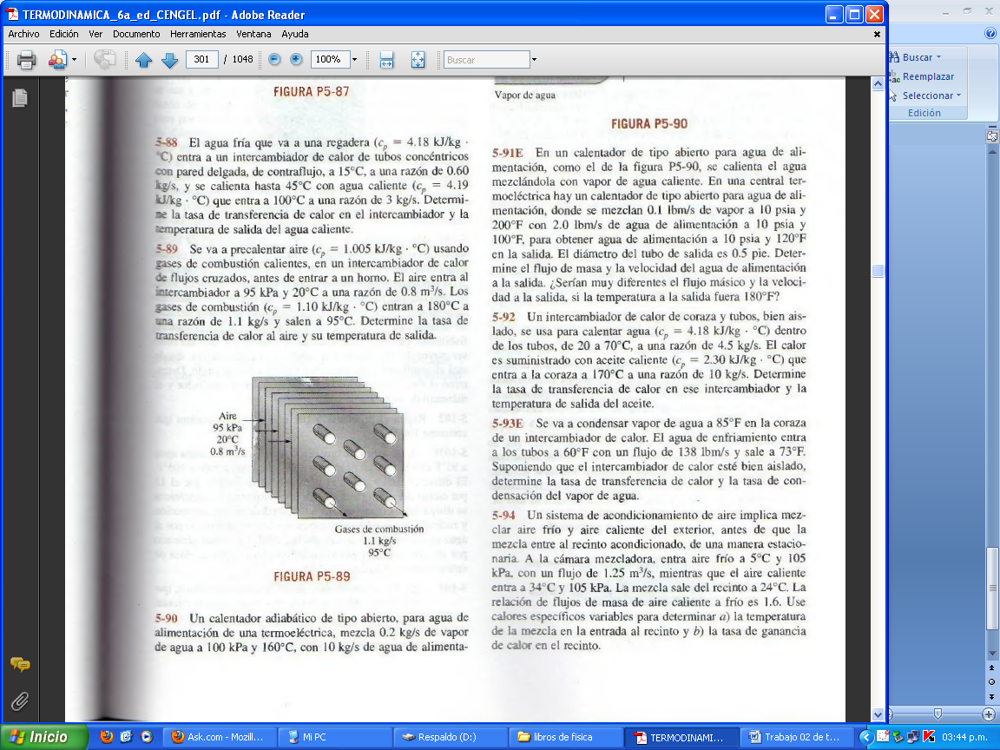 TERMODINAMICA_6a_ed_CENGEL.pdf - Adobe Reader
Archivo Edición Ver Documento Herramientas Ventana Ayuda
301 / 1048 100% Buscar
Buscar
Reemplazar
Seleccionar
Edición
FIGURA P5-87
5-88 El agua fría que va a una regadera (cp = 4.18 kJ/kg ·
°C) entra a un intercambiador de calor de tubos concéntricos
con pared delgada, de contraflujo, a 15°C, a una razón de 0.60
kg/s, y se calienta hasta 45°C con agua caliente (cp = 4.19
kJ/kg · °C) que entra a 100°C a una razón de 3 kg/s. Determi-
ne la tasa de transferencia de calor en el intercambiador y la
temperatura de salida del agua caliente.
5-89 Se va a precalentar aire (cp = 1.005 kJ/kg · °C) usando
gases de combustión calientes, en un intercambiador de calor
de flujos cruzados, antes de entrar a un horno. El aire entra al
intercambiador a 95 kPa y 20°C a una razón de 0.8 m³/s. Los
gases de combustión (cp = 1.10 kJ/kg · °C) entran a 180°C a
una razón de 1.1 kg/s y salen a 95°C. Determine la tasa de
transferencia de calor al aire y su temperatura de salida.
Aire
95 kPa
20°C
0.8 m³/s
Gases de combustión
1.1 kg/s
95°C
FIGURA P5-89
5-90 Un calentador adiabático de tipo abierto, para agua de
alimentación de una termoeléctrica, mezcla 0.2 kg/s de vapor
de agua a 100 kPa y 160°C, con 10 kg/s de agua de alimenta-
Vapor de agua
FIGURA P5-90
5-91E En un calentador de tipo abierto para agua de ali-
mentación, como el de la figura P5-90, se calienta el agua
mezclándola con vapor de agua caliente. En una central ter-
moeléctrica hay un calentador de tipo abierto para agua de ali-
mentación, donde se mezclan 0.1 lbm/s de vapor a 10 psia y
200°F con 2.0 lbm/s de agua de alimentación a 10 psia y
100°F, para obtener agua de alimentación a 10 psia y 120°F
en la salida. El diámetro del tubo de salida es 0.5 pie. Deter-
mine el flujo de masa y la velocidad del agua de alimentación
a la salida. ¿Serían muy diferentes el flujo másico y la veloci-
dad a la salida, si la temperatura a la salida fuera 180°F?
5-92 Un intercambiador de calor de coraza y tubos, bien ais-
lado, se usa para calentar agua (cp = 4.18 kJ/kg · °C) dentro
de los tubos, de 20 a 70°C, a una razón de 4.5 kg/s. El calor
es suministrado con aceite caliente (cp = 2.30 kJ/kg · °C) que
entra a la coraza a 170°C a una razón de 10 kg/s. Determine
la tasa de transferencia de calor en ese intercambiador y la
temperatura de salida del aceite.
5-93E Se va a condensar vapor de agua a 85°F en la coraza
de un intercambiador de calor. El agua de enfriamiento entra
a los tubos a 60°F con un flujo de 138 lbm/s y sale a 73°F.
Suponiendo que el intercambiador de calor esté bien aislado,
determine la tasa de transferencia de calor y la tasa de con-
densación del vapor de agua.
5-94 Un sistema de acondicionamiento de aire implica mez-
clar aire frío y aire caliente del exterior, antes de que la
mezcla entre al recinto acondicionado, de una manera estacio-
naria. A la cámara mezcladora, entra aire frío a 5°C y 105
kPa, con un flujo de 1.25 m³/s, mientras que el aire caliente
entra a 34°C y 105 kPa. La mezcla sale del recinto a 24°C. La
relación de flujos de masa de aire caliente a frío es 1.6. Use
calores específicos variables para determinar a) la temperatura
de la mezcla en la entrada al recinto y b) la tasa de ganancia
de calor en el recinto.
Inicio Ask.com - Mozill... Mi PC Respaldo (D:) libros de fisica TERMODINAMI... Trabajo 02 de t... 03:44 p.m.